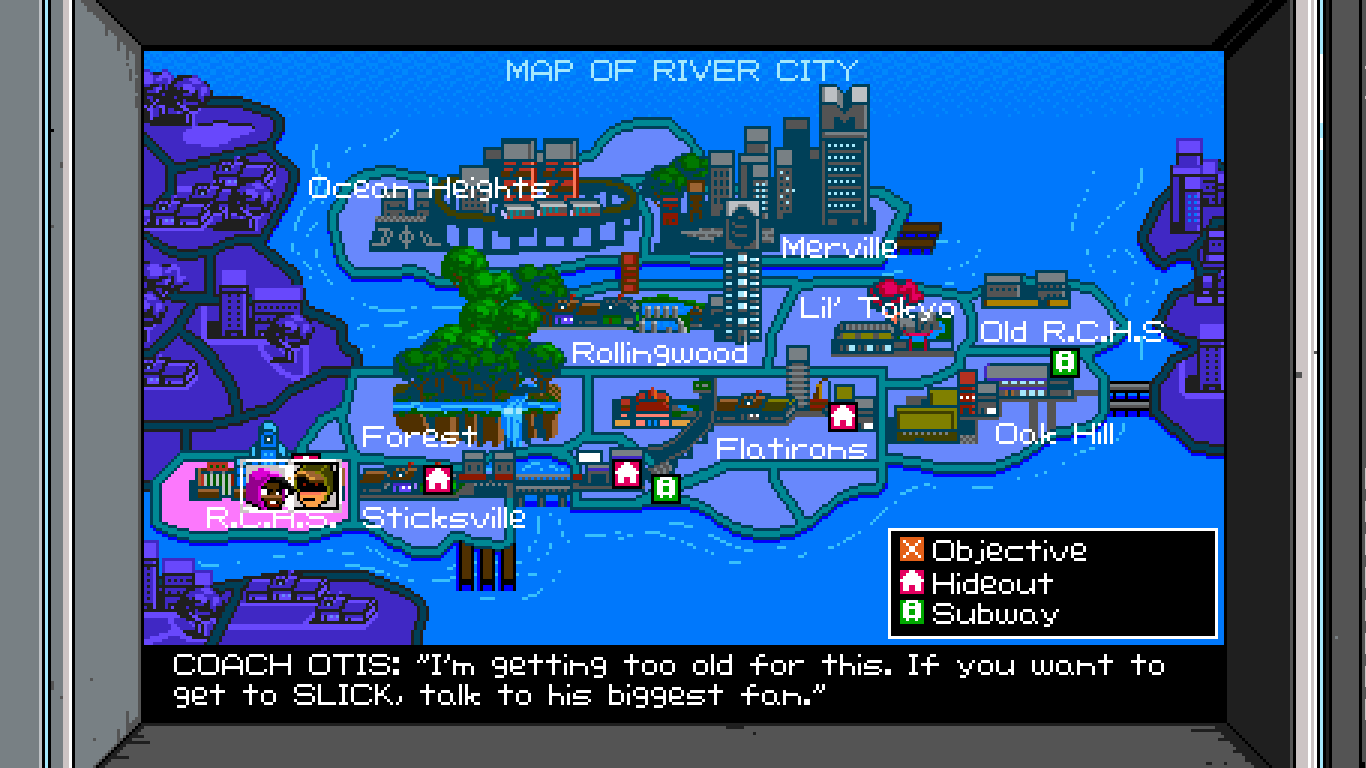 MAP OF RIVER CITY
Ocean Heights
Merville
Lil' Tokyo
Old R.C.H.S
Rollingwood
Forest
Flatirons
Oak Hill
R.C.H.S.
Sticksville
Objective
Hideout
Subway
COACH OTIS: "I'm getting too old for this. If you want to
get to SLICK, talk to his biggest fan."